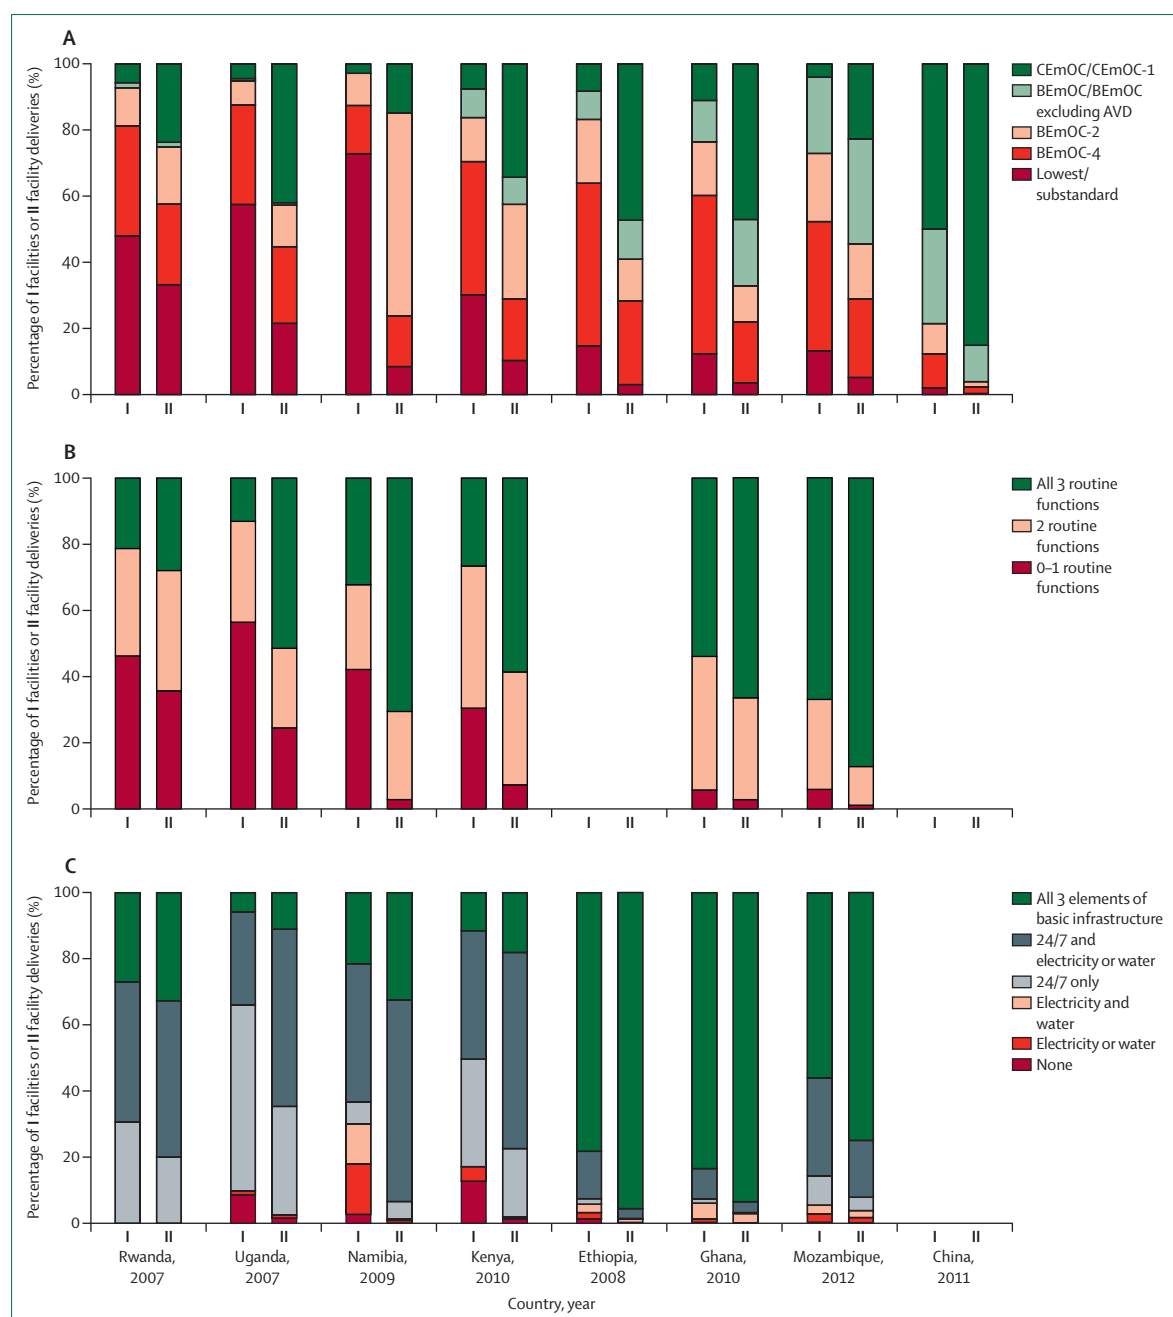 A
Percentage of I facilities or II facility deliveries (%)
100
80
60
40
20
0
I II I II I II I II I II I II I II I II
CEmOC/CEmOC-1
BEmOC/BEmOC
excluding AVD
BEmOC-2
BEmOC-4
Lowest/
substandard
B
Percentage of I facilities or II facility deliveries (%)
100
80
60
40
20
0
I II I II I II I II I II I II I II I II
All 3 routine
functions
2 routine
functions
0–1 routine
functions
C
Percentage of I facilities or II facility deliveries (%)
100
80
60
40
20
0
I II I II I II I II I II I II I II I II
Rwanda, Uganda, Namibia, Kenya, Ethiopia, Ghana, Mozambique, China,
2007 2007 2009 2010 2008 2010 2012 2011
Country, year
All 3 elements of
basic infrastructure
24/7 and
electricity or water
24/7 only
Electricity and
water
Electricity or water
None